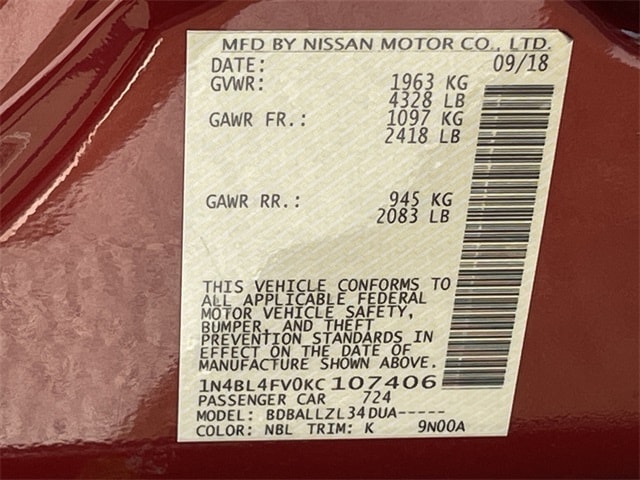 MFD BY NISSAN MOTOR CO., LTD.
DATE: 09/18
GVWR: 1963 KG
4328 LB
GAWR FR.: 1097 KG
2418 LB
GAWR RR.: 945 KG
2083 LB
THIS VEHICLE CONFORMS TO
ALL APPLICABLE FEDERAL
MOTOR VEHICLE SAFETY,
BUMPER, AND THEFT
PREVENTION STANDARDS IN
EFFECT ON THE DATE OF
MANUFACTURE SHOWN ABOVE.
1N4BL4FV0KC107406
PASSENGER CAR 724
MODEL: BDBALLZL34DUA-----
COLOR: NBL TRIM: K 9N00A